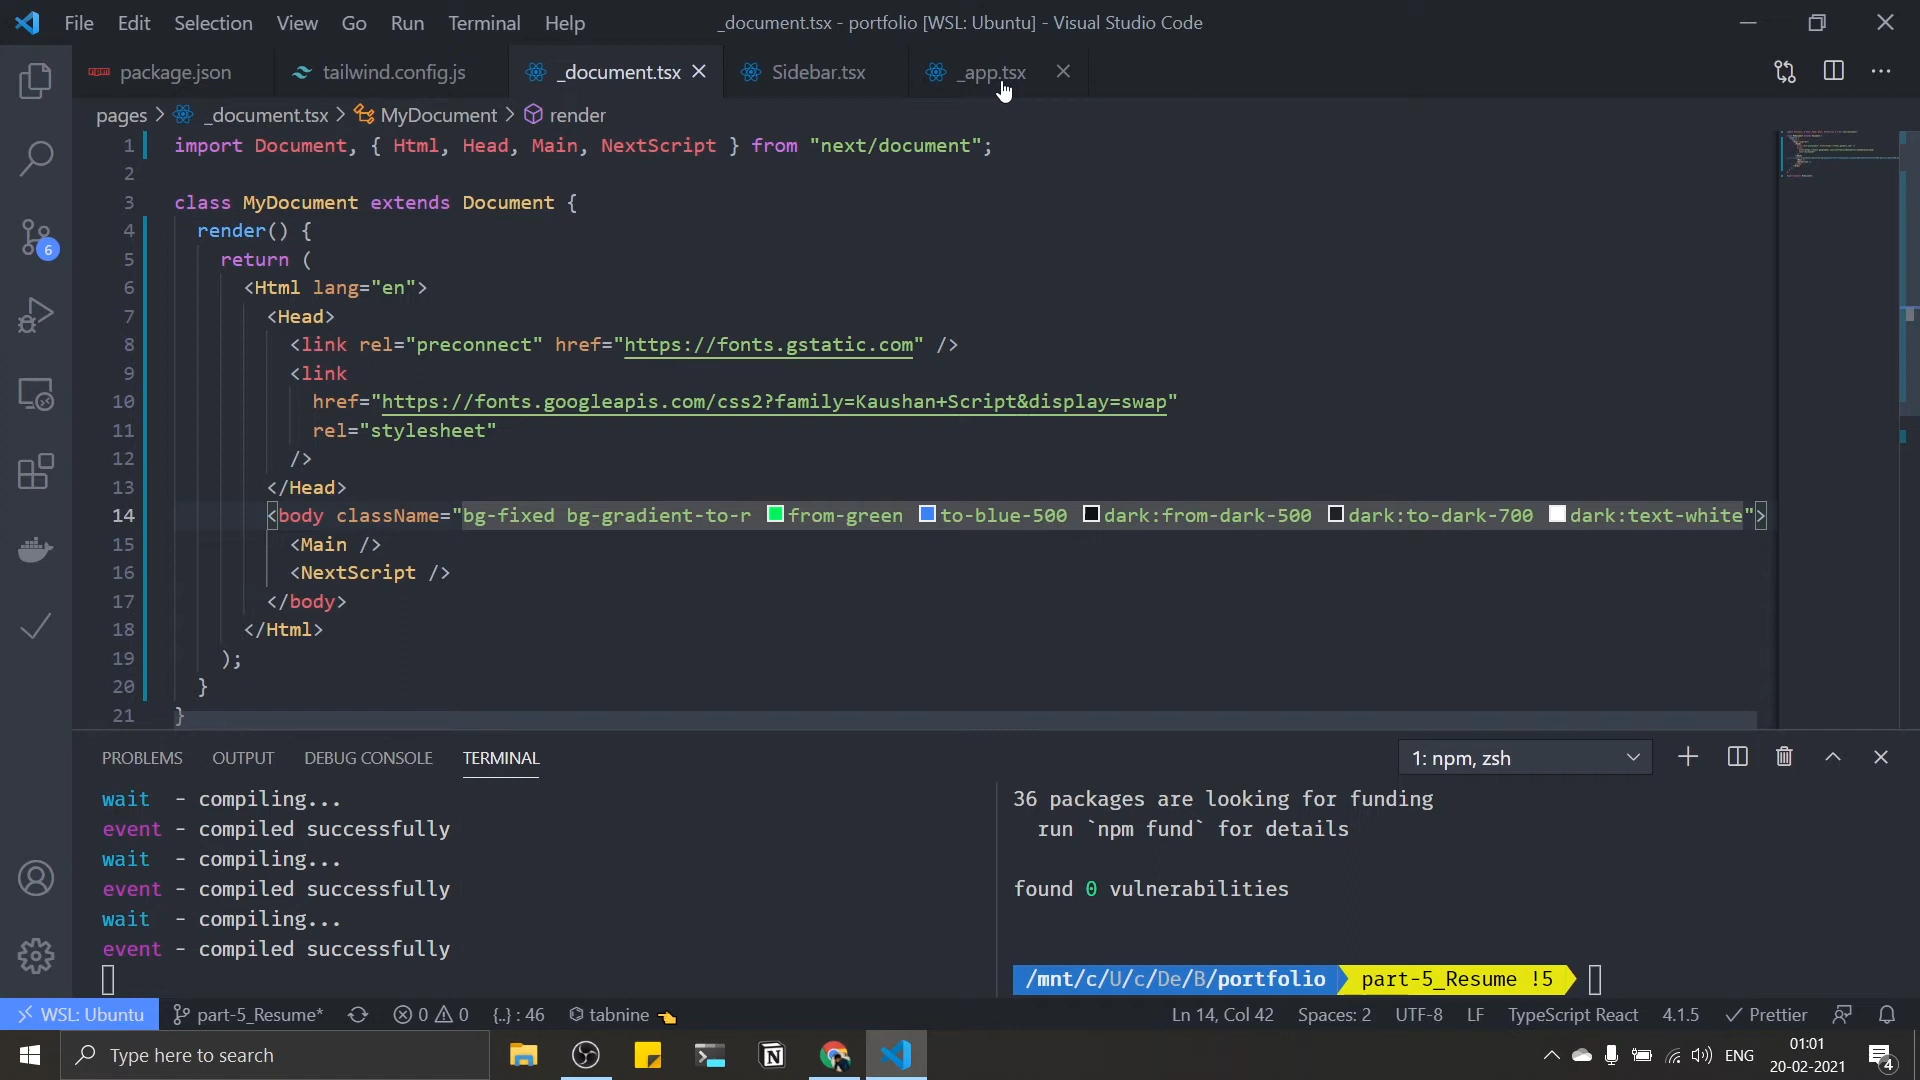 File Edit Selection View Go Run Terminal Help _document.tsx - portfolio [WSL: Ubuntu] - Visual Studio Code
package.json tailwind.config.js _document.tsx Sidebar.tsx _app.tsx
pages > _document.tsx > MyDocument > render
1 import Document, { Html, Head, Main, NextScript } from "next/document";
2
3 class MyDocument extends Document {
4 render() {
5 return (
6 <Html lang="en">
7 <Head>
8 <link rel="preconnect" href="https://fonts.gstatic.com" />
9 <link
10 href="https://fonts.googleapis.com/css2?family=Kaushan+Script&display=swap"
11 rel="stylesheet"
12 />
13 </Head>
14 <body className="bg-fixed bg-gradient-to-r from-green to-blue-500 dark:from-dark-500 dark:to-dark-700 dark:text-white">
15 <Main />
16 <NextScript />
17 </body>
18 </Html>
19 );
20 }
21 }
6
PROBLEMS OUTPUT DEBUG CONSOLE TERMINAL 1: npm, zsh
wait - compiling...
event - compiled successfully
wait - compiling...
event - compiled successfully
wait - compiling...
event - compiled successfully
36 packages are looking for funding
run `npm fund` for details
found 0 vulnerabilities
/mnt/c/U/c/De/B/portfolio part-5_Resume !5
WSL: Ubuntu part-5_Resume* 0 0 {..} : 46 tabnine Ln 14, Col 42 Spaces: 2 UTF-8 LF TypeScript React 4.1.5 Prettier
Type here to search ENG 01:01
20-02-2021 4